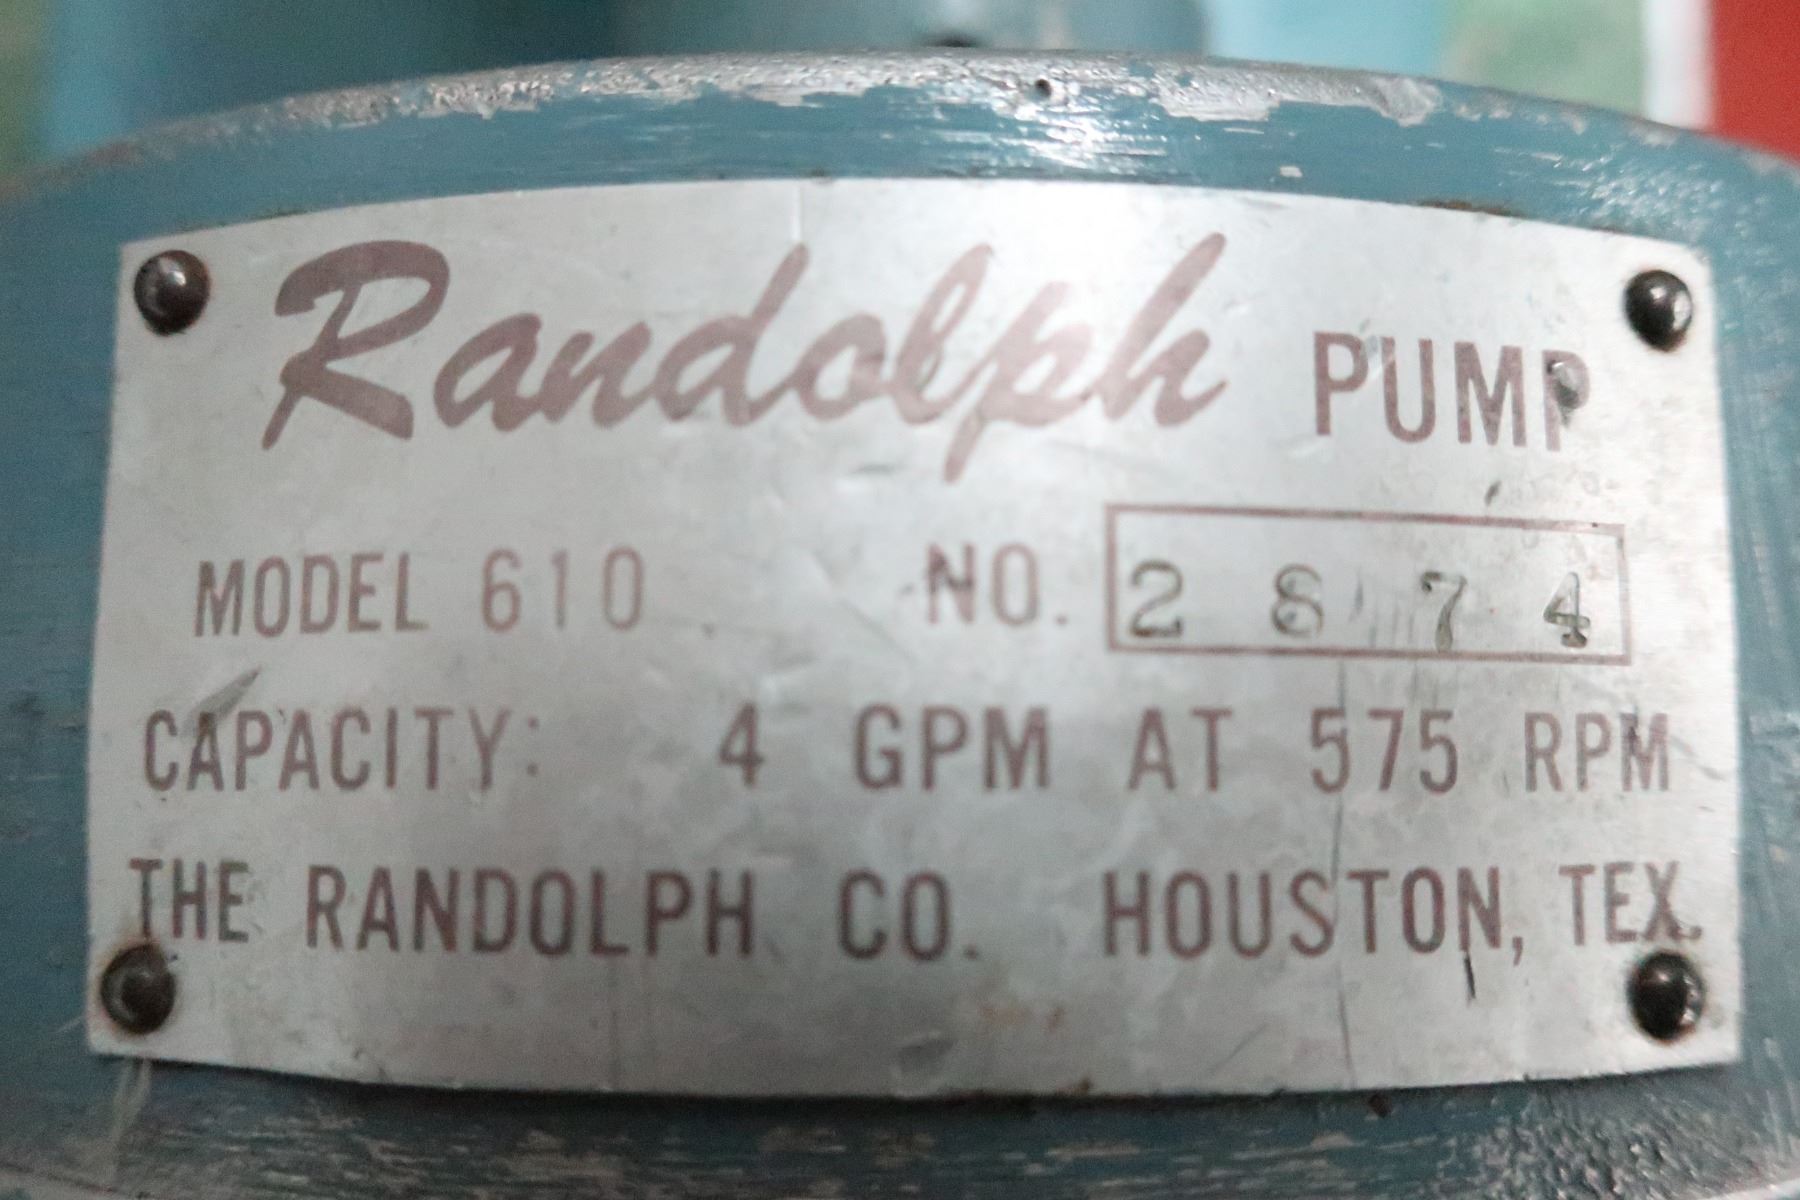 Randolph PUMP
MODEL 610 NO. 2874
CAPACITY: 4 GPM AT 575 RPM
THE RANDOLPH CO. HOUSTON, TEX.